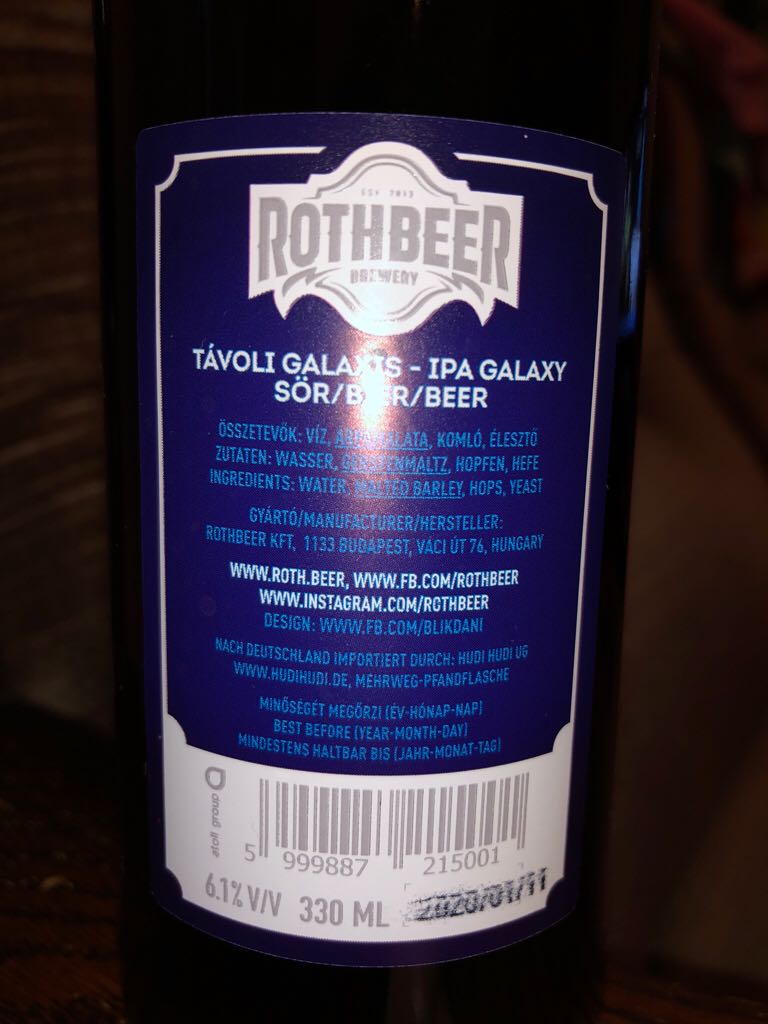 EST 2013
ROTHBEER
BREWERY
TÁVOLI GALAXIS - IPA GALAXY
SÖR/BIER/BEER
ÖSSZETEVŐK: VÍZ, ÁRPAMALÁTA, KOMLÓ, ÉLESZTŐ
ZUTATEN: WASSER, GERSTENMALTZ, HOPFEN, HEFE
INGREDIENTS: WATER, MALTED BARLEY, HOPS, YEAST
GYÁRTÓ/MANUFACTURER/HERSTELLER:
ROTHBEER KFT, 1133 BUDAPEST, VÁCI ÚT 76, HUNGARY
WWW.ROTH.BEER, WWW.FB.COM/ROTHBEER
WWW.INSTAGRAM.COM/ROTHBEER
DESIGN: WWW.FB.COM/BLIKDANI
NACH DEUTSCHLAND IMPORTIERT DURCH: HUDI HUDI UG
WWW.HUDIHUDI.DE, MEHRWEG-PFANDFLASCHE
MINŐSÉGÉT MEGŐRZI (ÉV-HÓNAP-NAP)
BEST BEFORE (YEAR-MONTH-DAY)
MINDESTENS HALTBAR BIS (JAHR-MONAT-TAG)
atoll group
5 999887 215001
6.1% V/V 330 ML 2020/01/11